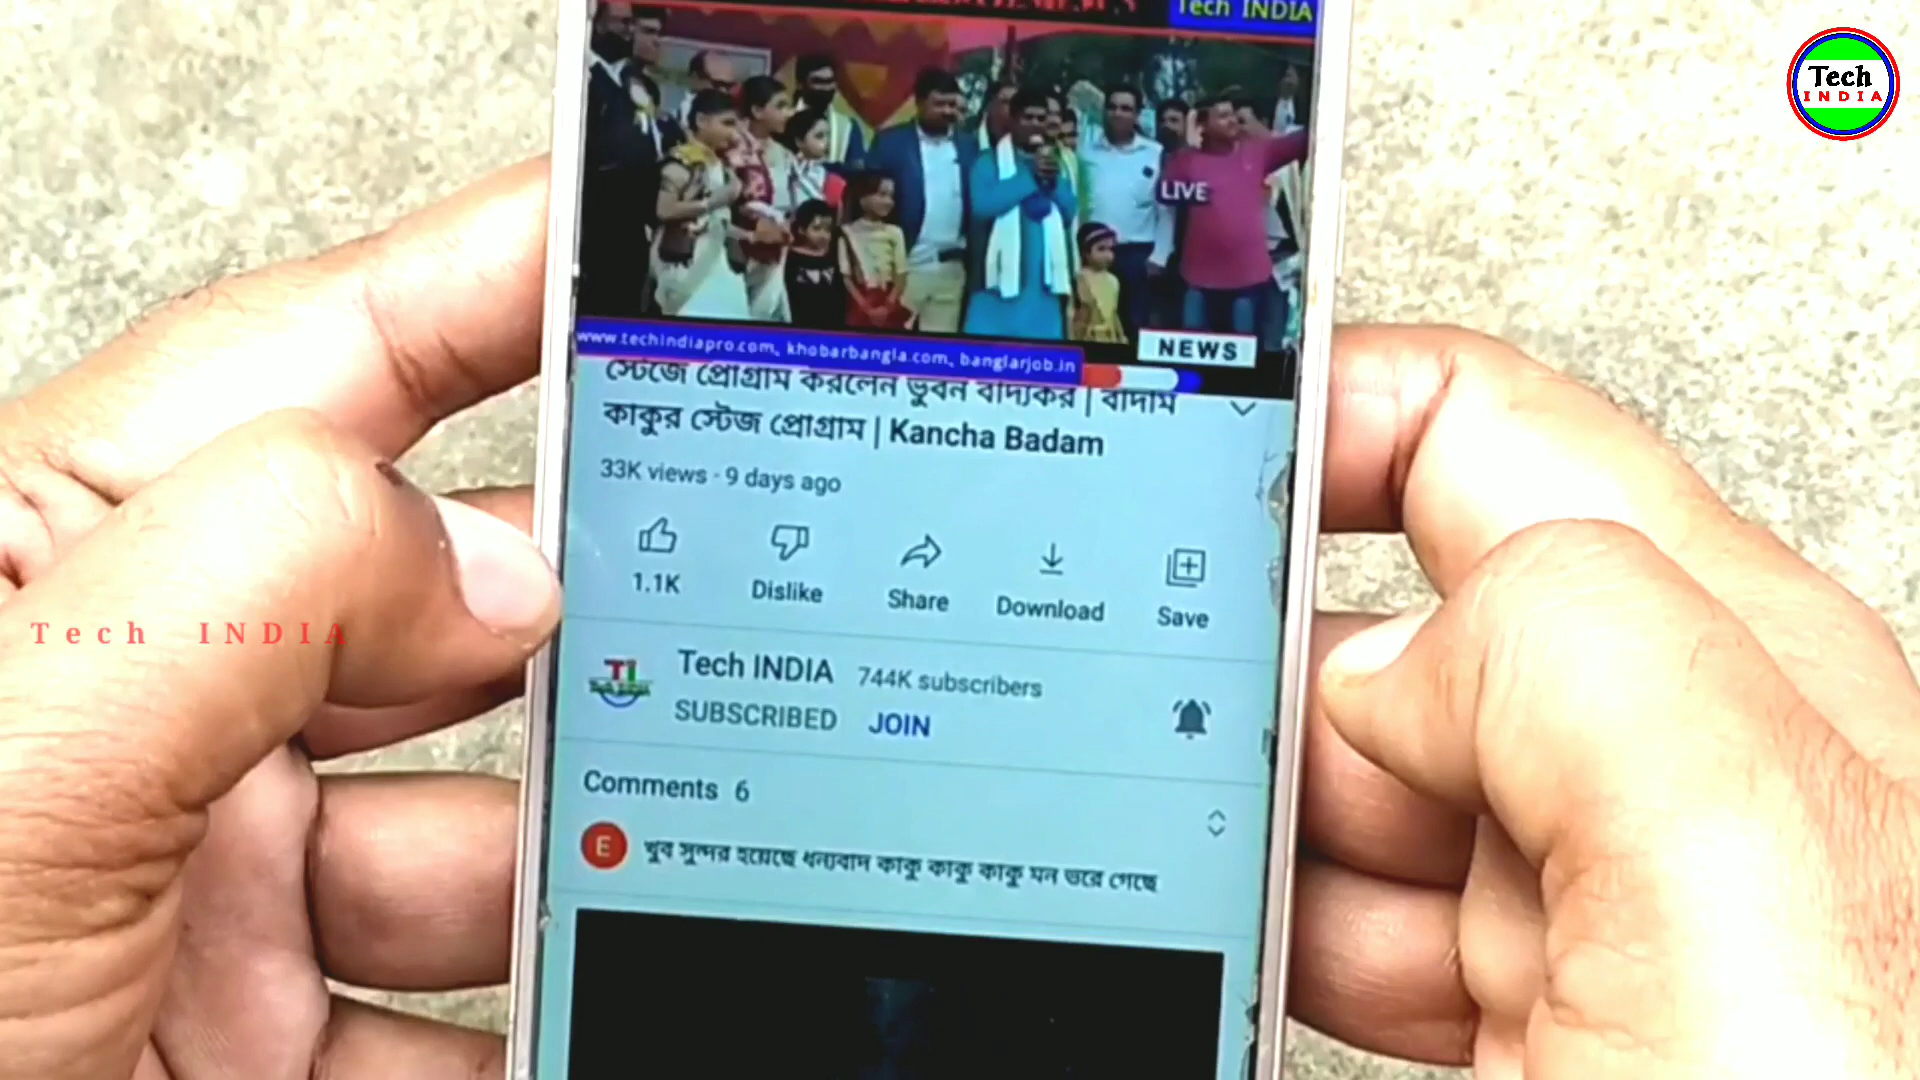 Tech INDIA
Tech
INDIA
LIVE
NEWS
www.techindiapro.com, khobarbangla.com, banglarjob.in
স্টেজে প্রোগ্রাম করলেন ভুবন বাদ্যকর | বাদাম
কাকুর স্টেজ প্রোগ্রাম | Kancha Badam
33K views · 9 days ago
1.1K Dislike Share Download Save
Tech INDIA
TI
Tech INDIA 744K subscribers
SUBSCRIBED JOIN
Comments 6
E
খুব সুন্দর হয়েছে ধন্যবাদ কাকু কাকু কাকু মন ভরে গেছে